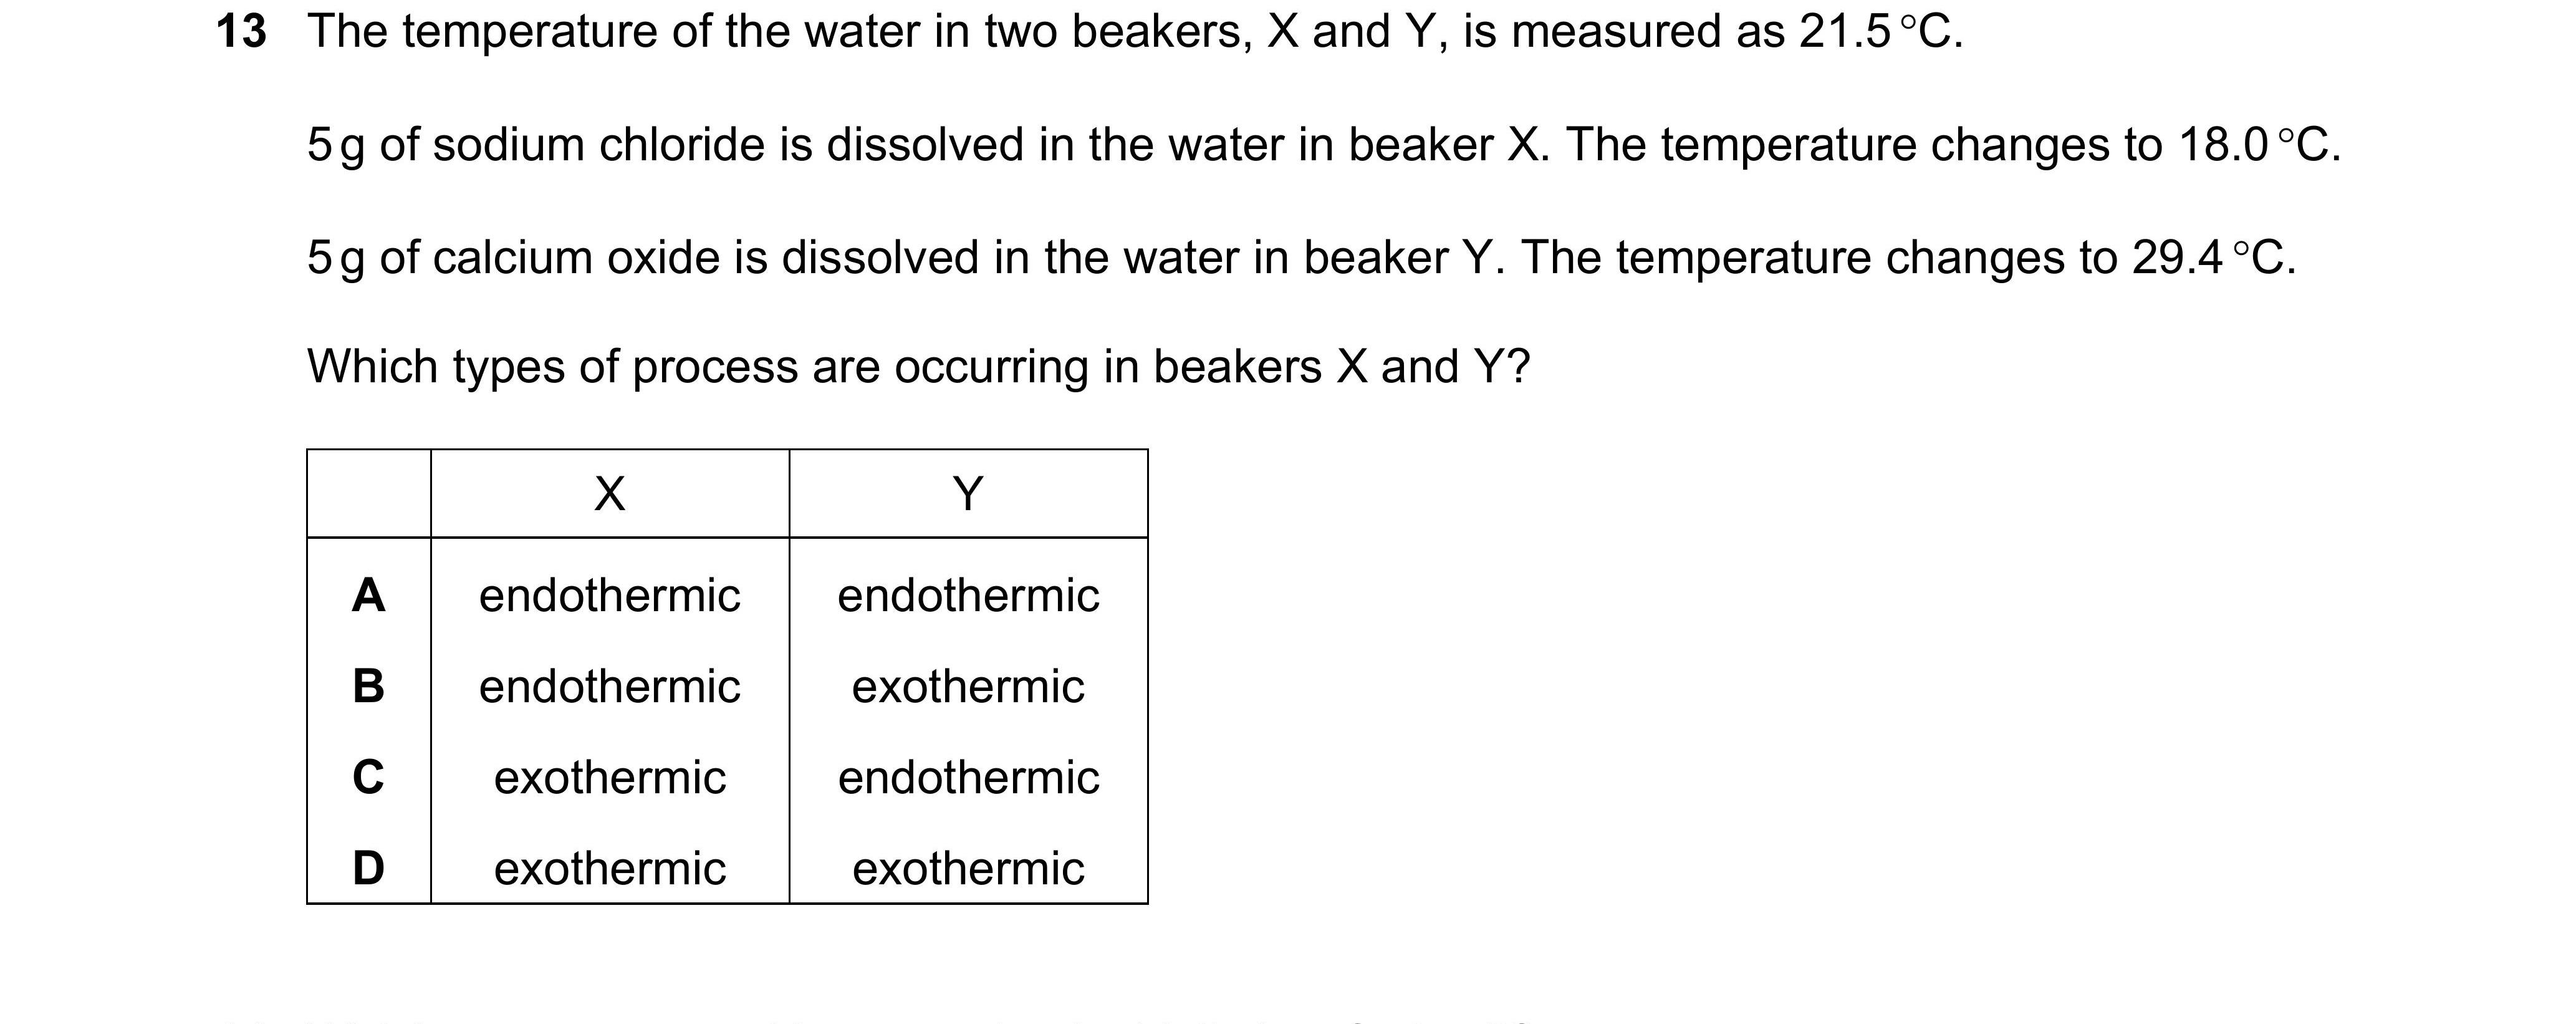 13 The temperature of the water in two beakers, X and Y, is measured as 21.5 °C.
5 g of sodium chloride is dissolved in the water in beaker X. The temperature changes to 18.0 °C.
5 g of calcium oxide is dissolved in the water in beaker Y. The temperature changes to 29.4 °C.
Which types of process are occurring in beakers X and Y?
X Y
A endothermic endothermic
B endothermic exothermic
C exothermic endothermic
D exothermic exothermic